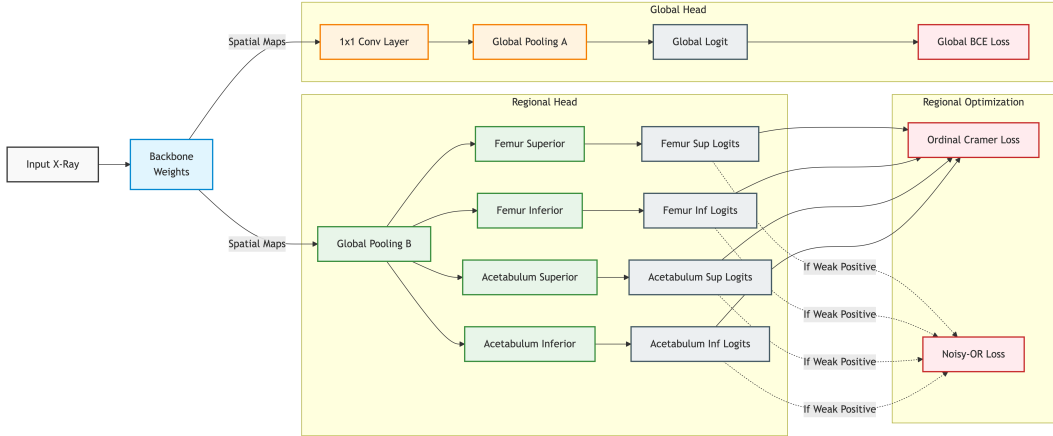 Global Head
Spatial Maps
1x1 Conv Layer
Global Pooling A
Global Logit
Global BCE Loss
Regional Head
Regional Optimization
Input X-Ray
Backbone
Weights
Spatial Maps
Global Pooling B
Femur Superior
Femur Sup Logits
Ordinal Cramer Loss
Femur Inferior
Femur Inf Logits
Acetabulum Superior
Acetabulum Sup Logits
If Weak Positive
If Weak Positive
Acetabulum Inferior
Acetabulum Inf Logits
Noisy-OR Loss
If Weak Positive
If Weak Positive